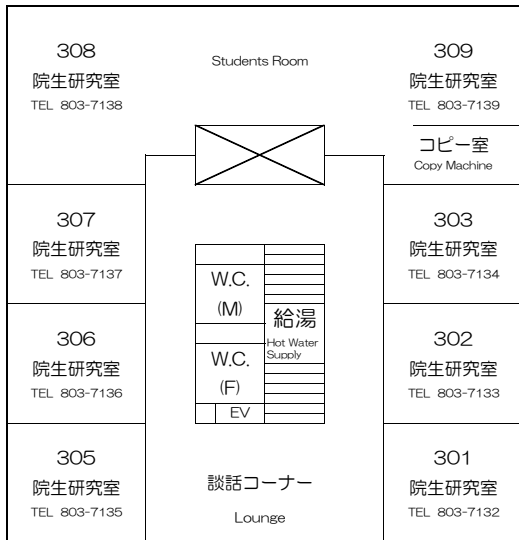 308
院生研究室
TEL 803-7138
Students Room
309
院生研究室
TEL 803-7139
コピー室
Copy Machine
307
院生研究室
TEL 803-7137
303
院生研究室
TEL 803-7134
W.C.
(M)
給湯
Hot Water
Supply
W.C.
(F)
EV
306
院生研究室
TEL 803-7136
302
院生研究室
TEL 803-7133
305
院生研究室
TEL 803-7135
談話コーナー
Lounge
301
院生研究室
TEL 803-7132